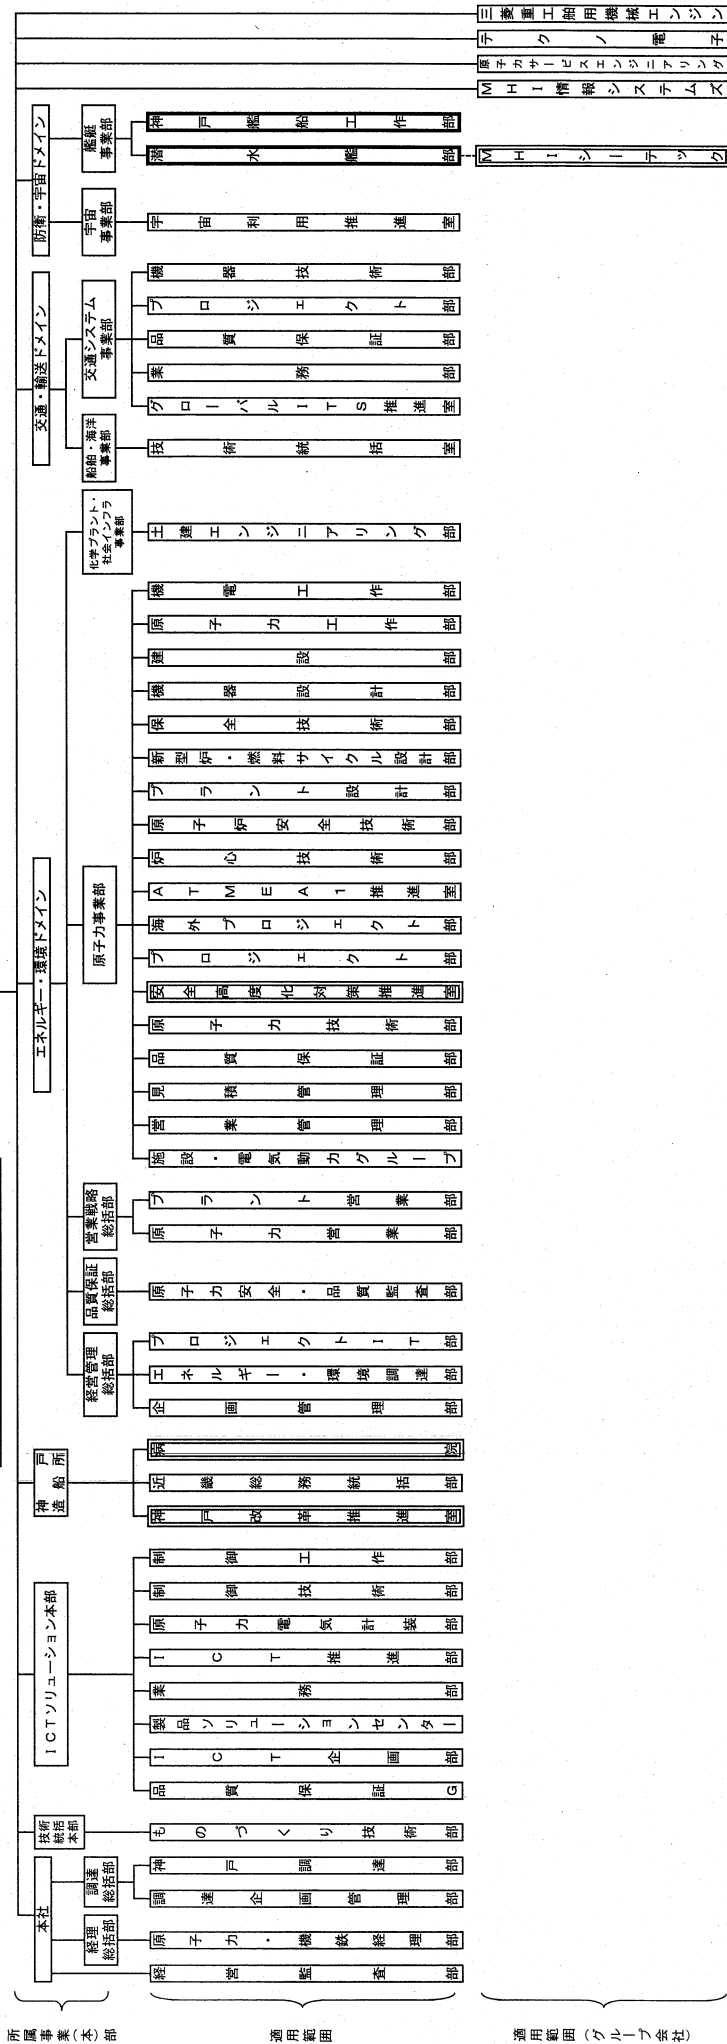 所属事業(本)部
適用範囲
適用範囲(グループ会社)
本社
経理総括部
調達総括部
技術統括本部
ICTソリューション本部
神戸造船所
エネルギー・環境ドメイン
経営管理総括部
品質保証総括部
営業戦略総括部
原子力事業部
化学プラント・社会インフラ事業部
交通・輸送ドメイン
船舶・海洋事業部
交通システム事業部
防衛・宇宙ドメイン
宇宙事業部
艦艇事業部
経営監査部
原子力・機鉄経理部
調達企画管理部
神戸調達部
ものづくり技術部
品質保証G
ICT企画部
製品ソリューションセンター
業務部
ICT推進部
原子力電気計装部
制御技術部
制御工作部
神戸改革推進室
近畿総務統括部
病院
企画管理部
エネルギー・環境調達部
プロジェクトIT部
原子力安全・品質監査部
原子力営業部
プラント営業部
施設・電気動力グループ
営業管理部
見積管理部
品質保証部
原子力技術部
安全高度化対策推進室
プロジェクト部
海外プロジェクト部
ATMEA1推進室
炉心技術部
原子炉安全技術部
プラント設計部
新型炉・燃料サイクル設計部
保全技術部
機器設計部
建設部
原子力工作部
機電工作部
土建エンジニアリング部
技術統括室
グローバルITS推進室
業務部
品質保証部
プロジェクト部
機器技術部
宇宙利用推進室
潜水艦部
神戸艦船工作部
MHIシーテック
MHI情報システムズ
原子力サービスエンジニアリング
テクノ電子
三菱重工舶用機械エンジン